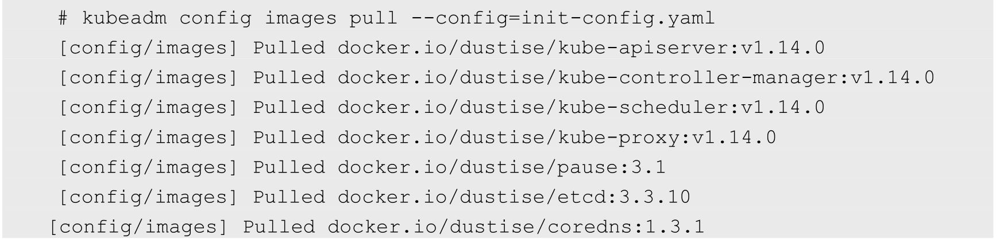 # kubeadm config images pull --config=init-config.yaml
[config/images] Pulled docker.io/dustise/kube-apiserver:v1.14.0
[config/images] Pulled docker.io/dustise/kube-controller-manager:v1.14.0
[config/images] Pulled docker.io/dustise/kube-scheduler:v1.14.0
[config/images] Pulled docker.io/dustise/kube-proxy:v1.14.0
[config/images] Pulled docker.io/dustise/pause:3.1
[config/images] Pulled docker.io/dustise/etcd:3.3.10
[config/images] Pulled docker.io/dustise/coredns:1.3.1